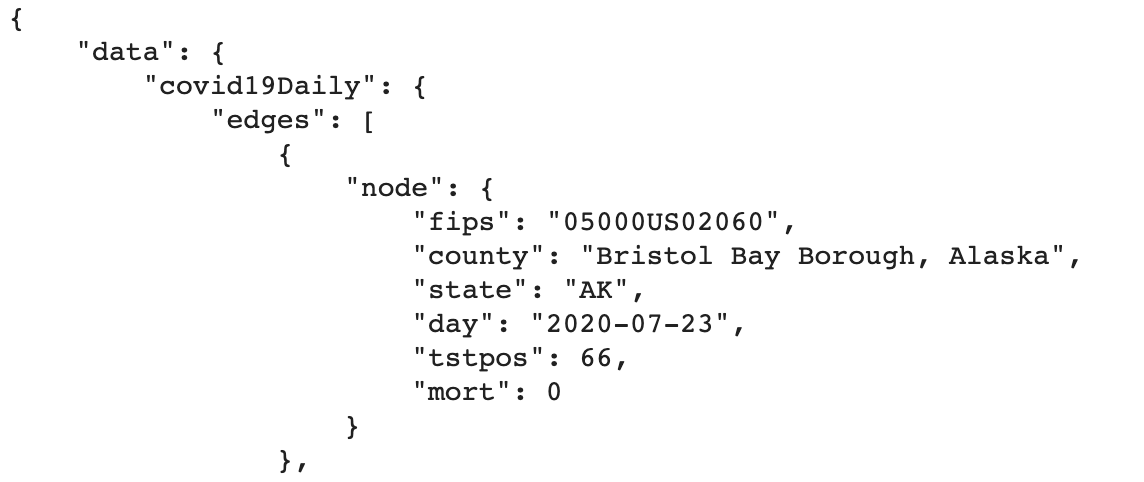 {
    "data": {
        "covid19Daily": {
            "edges": [
                {
                    "node": {
                        "fips": "05000US02060",
                        "county": "Bristol Bay Borough, Alaska",
                        "state": "AK",
                        "day": "2020-07-23",
                        "tstpos": 66,
                        "mort": 0
                    }
                },